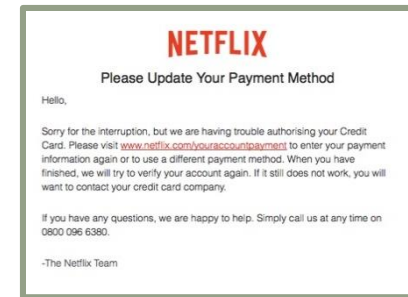 NETFLIX
Please Update Your Payment Method
Hello,
Sorry for the interruption, but we are having trouble authorising your Credit
Card. Please visit www.netflix.com/youraccountpayment to enter your payment
information again or to use a different payment method. When you have
finished, we will try to verify your account again. If it still does not work, you will
want to contact your credit card company.
If you have any questions, we are happy to help. Simply call us at any time on
0800 096 6380.
-The Netflix Team